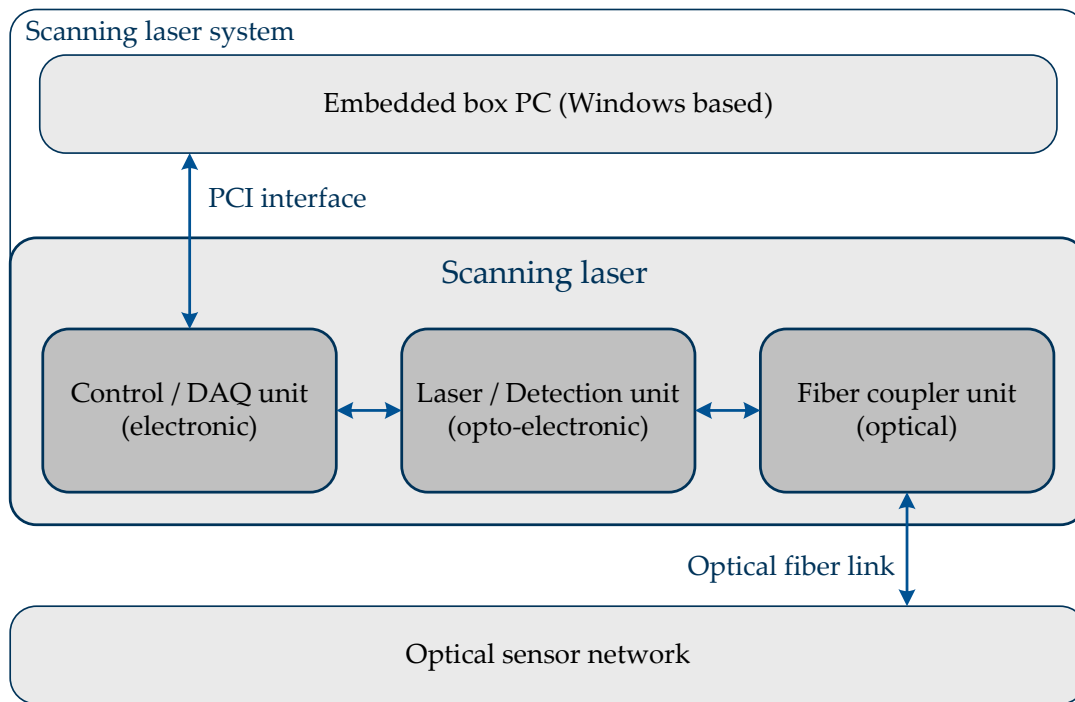 Scanning laser system
Embedded box PC (Windows based)
PCI interface
Scanning laser
Control / DAQ unit
(electronic)
Laser / Detection unit
(opto-electronic)
Fiber coupler unit
(optical)
Optical fiber link
Optical sensor network